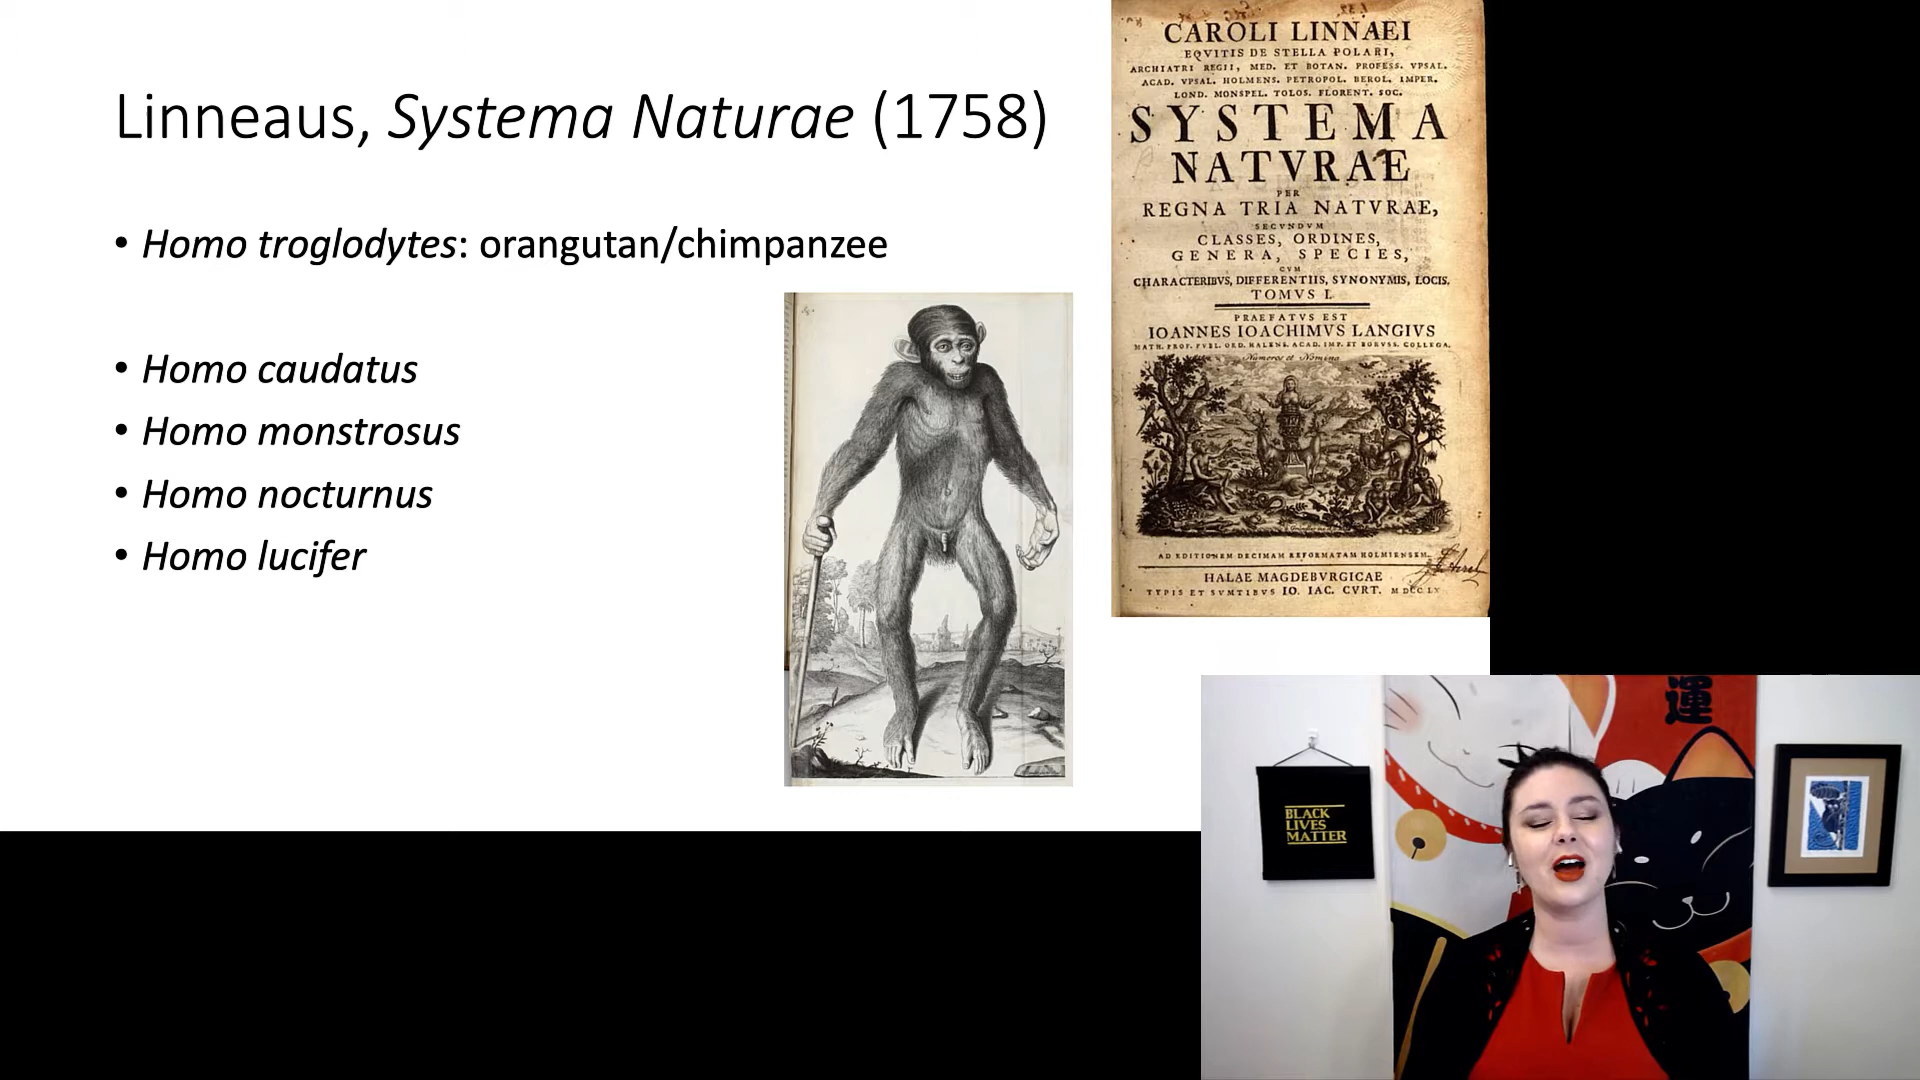 Linneaus, Systema Naturae (1758)
• Homo troglodytes: orangutan/chimpanzee
• Homo caudatus
• Homo monstrosus
• Homo nocturnus
• Homo lucifer
CAROLI LINNAEI
EQVITIS DE STELLA POLARI,
ARCHIATRI REGII, MED. ET BOTAN. PROFESS. VPSAL.
ACAD. VPSAL. HOLMENS. PETROPOL. BEROL. IMPER.
LOND. MONSPEL. TOLOS. FLORENT. SOC.
SYSTEMA
NATVRAE
PER
REGNA TRIA NATVRAE,
SECVNDVM
CLASSES, ORDINES,
GENERA, SPECIES,
CVM
CHARACTERIBVS, DIFFERENTIIS, SYNONYMIS, LOCIS.
TOMVS I.
PRAEFATVS EST
IOANNES IOACHIMVS LANGIVS
MATH. PROF. PVBL. ORD. HALENS. ACAD. IMP. ET BORVSS. COLLEGA.
Numeros et Nomina
AD EDITIONEM DECIMAM REFORMATAM HOLMIENSEM.
HALAE MAGDEBVRGICAE
TYPIS ET SVMTIBVS IO. IAC. CVRT. MDCCLX
運
BLACK
LIVES
MATTER